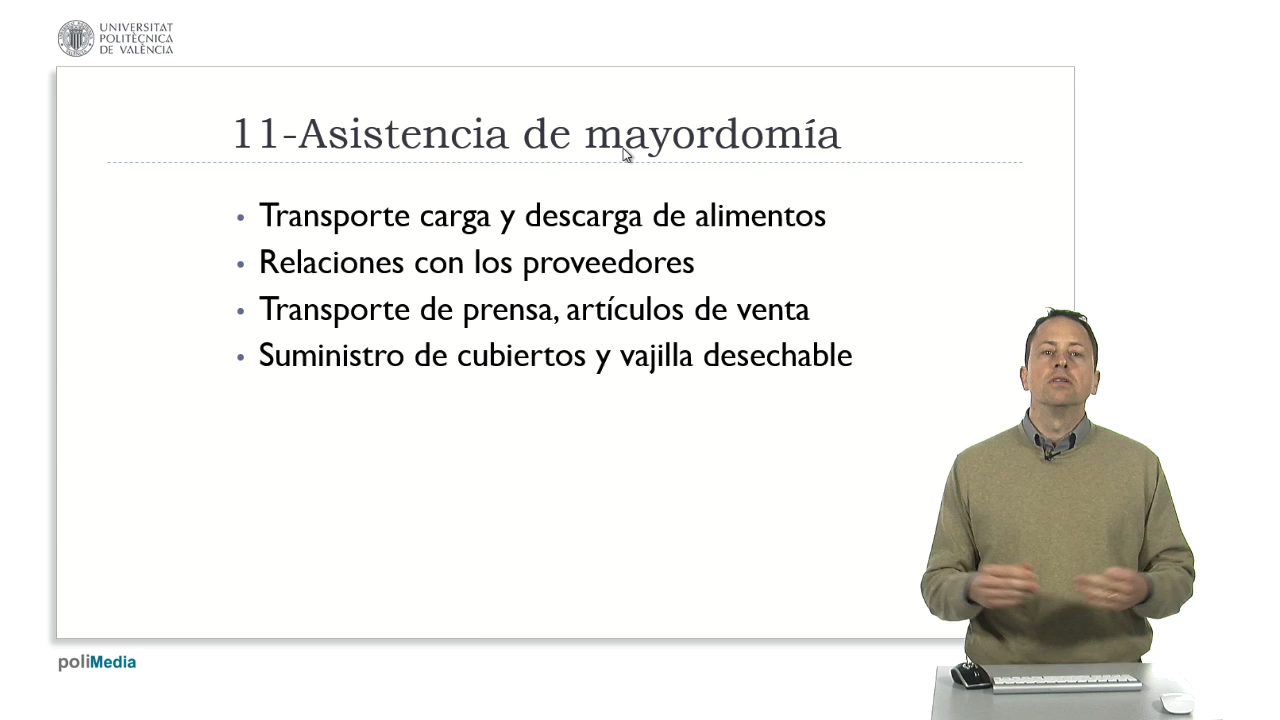 UNIVERSITAT
POLITÈCNICA
DE VALÈNCIA
11-Asistencia de mayordomía
• Transporte carga y descarga de alimentos
• Relaciones con los proveedores
• Transporte de prensa, artículos de venta
• Suministro de cubiertos y vajilla desechable
poliMedia